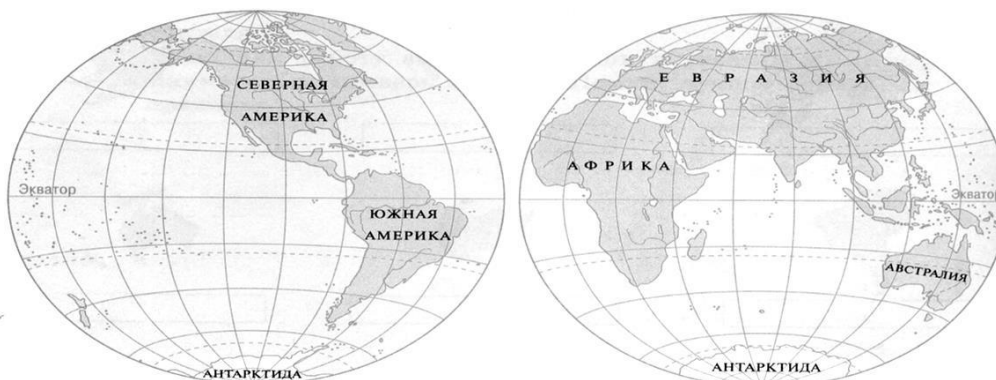 СЕВЕРНАЯ
АМЕРИКА
Экватор
ЮЖНАЯ
АМЕРИКА
АНТАРКТИДА
ЕВРАЗИЯ
АФРИКА
Экватор
АВСТРАЛИЯ
АНТАРКТИДА